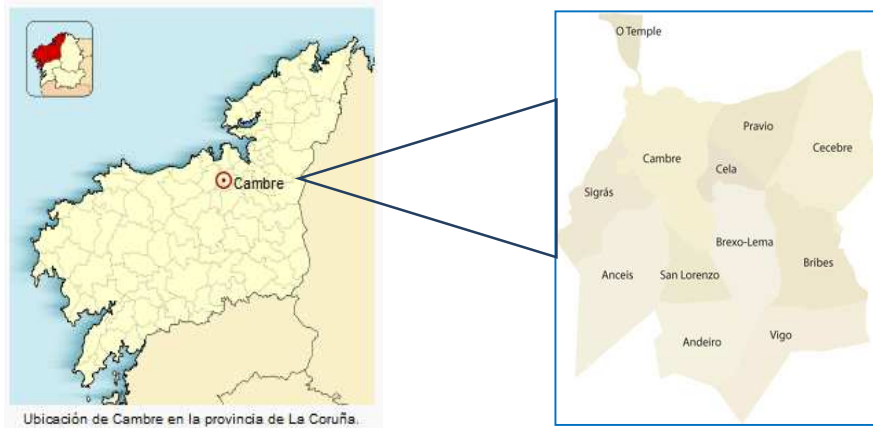 Cambre
Ubicación de Cambre en la provincia de La Coruña.
O Temple
Pravio
Cecebre
Cambre
Cela
Sigrás
Brexo-Lema
Bribes
Anceis
San Lorenzo
Andeiro
Vigo